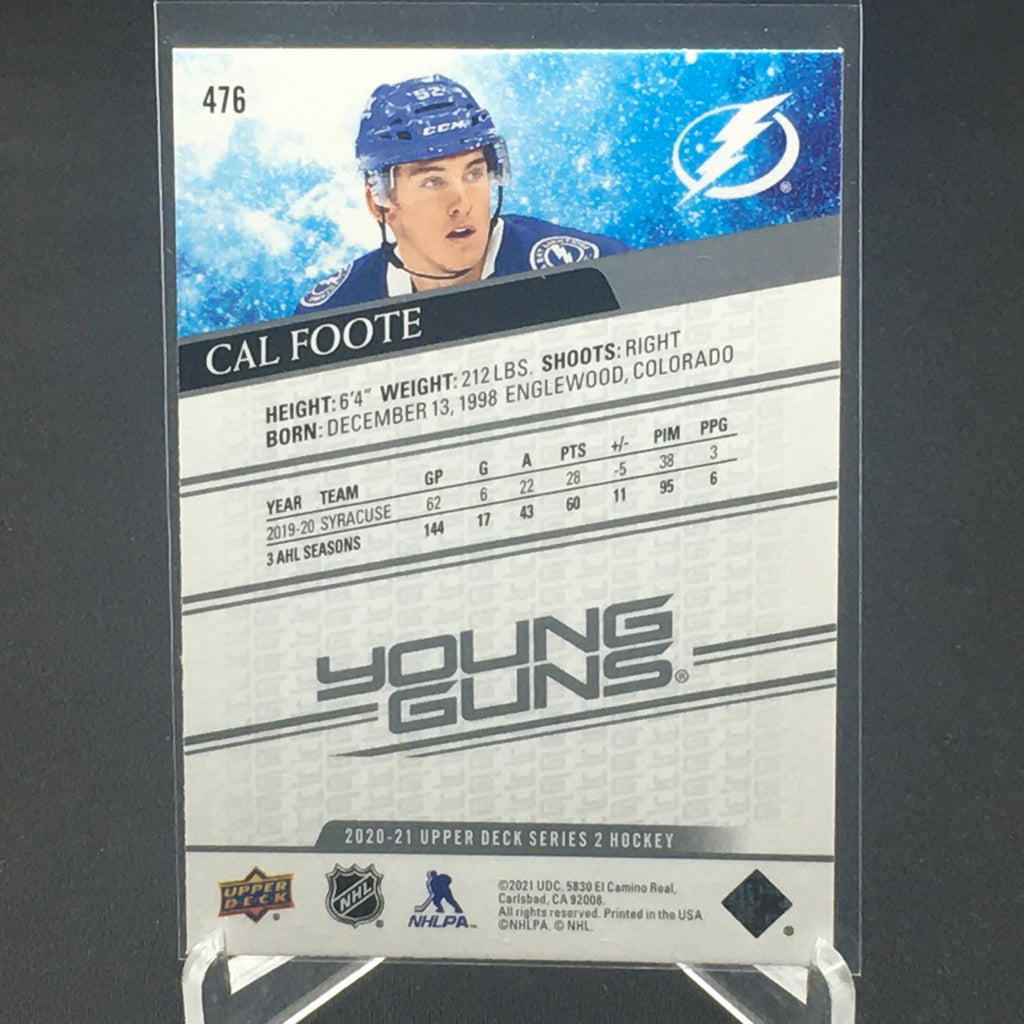 476
52
CCM
CAL FOOTE
HEIGHT: 6'4" WEIGHT: 212 LBS. SHOOTS: RIGHT
BORN: DECEMBER 13, 1998 ENGLEWOOD, COLORADO
YEAR TEAM GP G A PTS +/- PIM PPG
2019-20 SYRACUSE 62 6 22 28 -5 38 3
3 AHL SEASONS 144 17 43 60 11 95 6
YOUNG
GUNS®
2020-21 UPPER DECK SERIES 2 HOCKEY
UPPER
DECK®
NHL®
NHLPA™
©2021 UDC. 5830 El Camino Real,
Carlsbad, CA 92008.
All rights reserved. Printed in the USA
©NHLPA. © NHL.